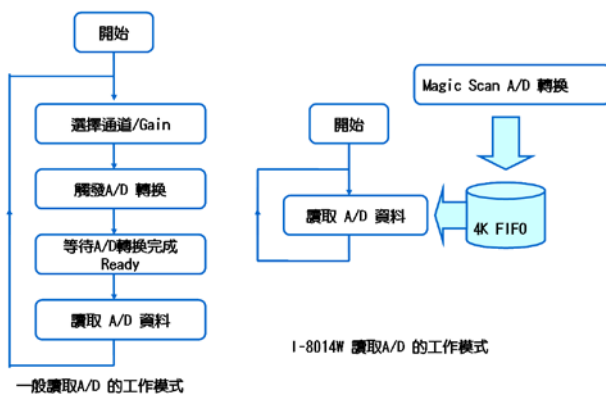 開始
選擇通道/Gain
觸發A/D 轉換
等待A/D轉換完成
Ready
讀取 A/D 資料
一般讀取A/D 的工作模式
Magic Scan A/D 轉換
開始
讀取 A/D 資料
4K FIFO
I-8014W 讀取A/D 的工作模式